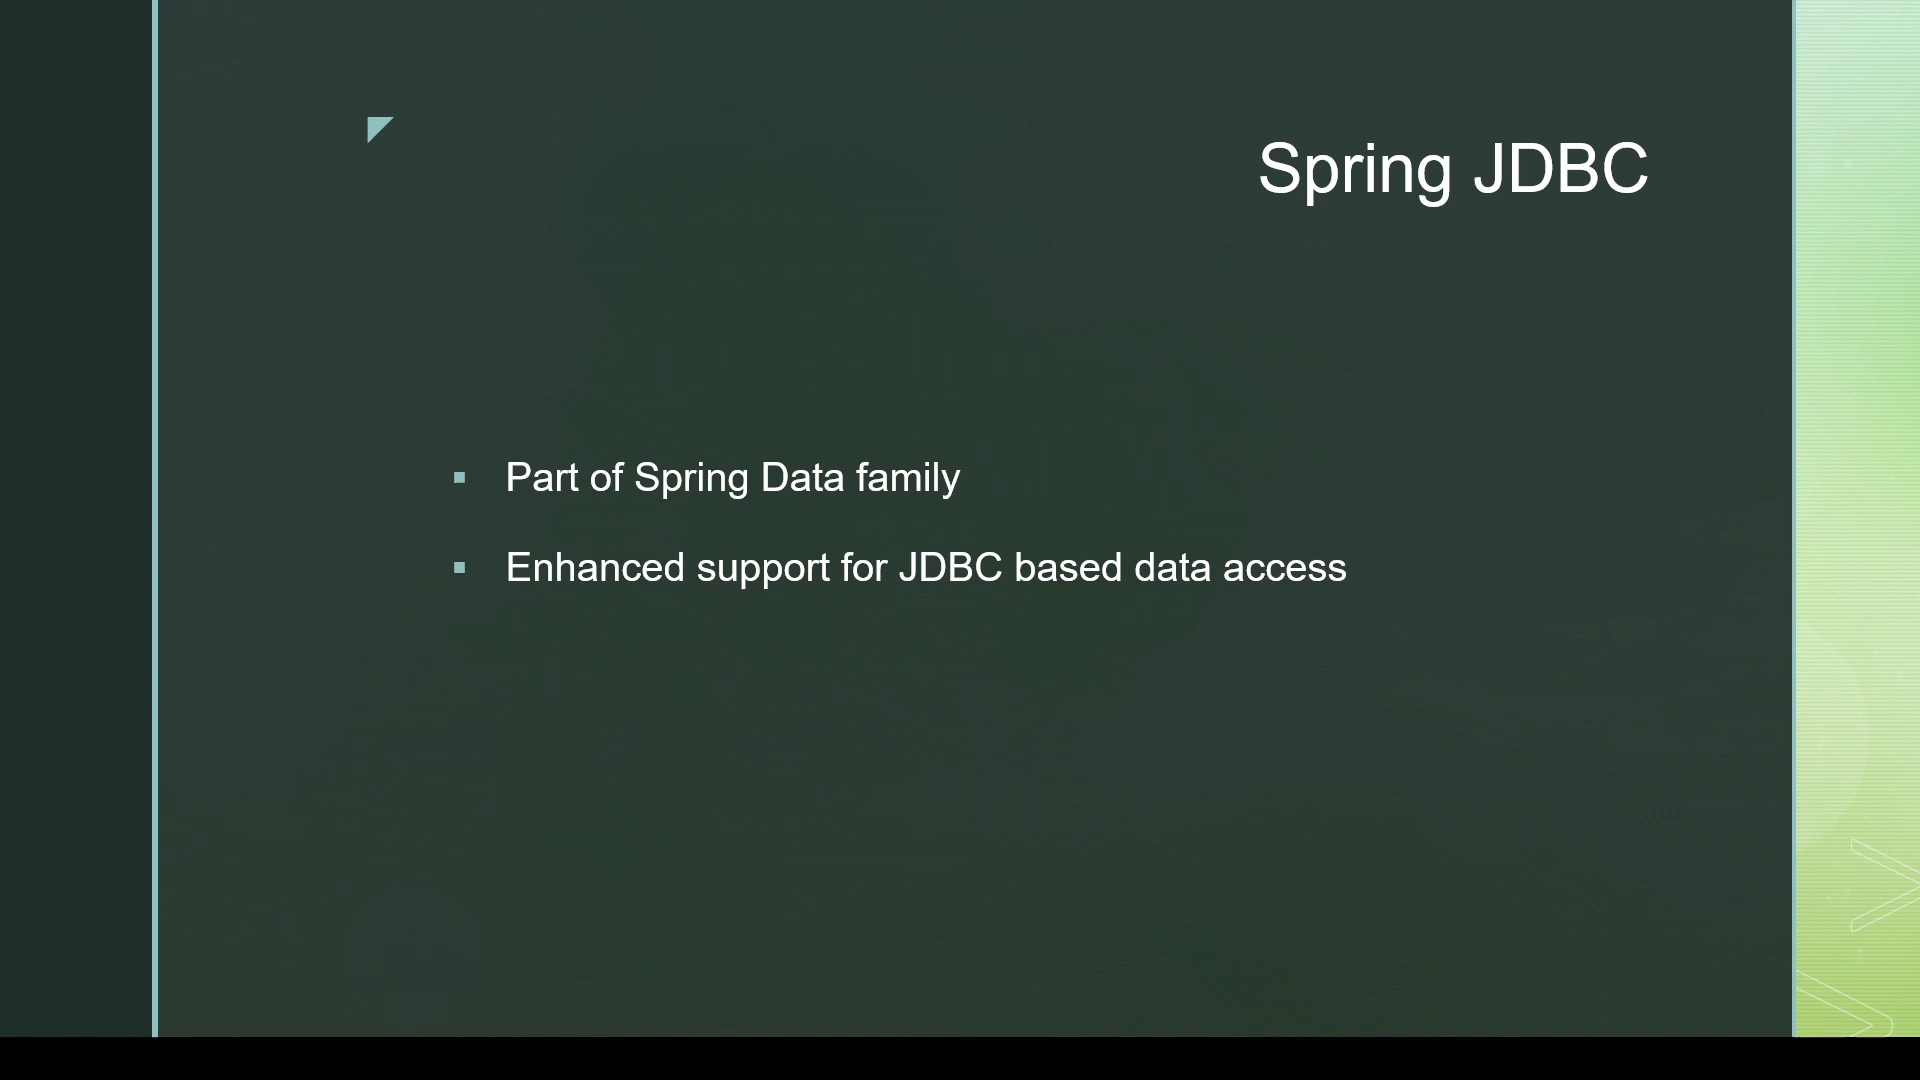 Spring JDBC
Part of Spring Data family
Enhanced support for JDBC based data access